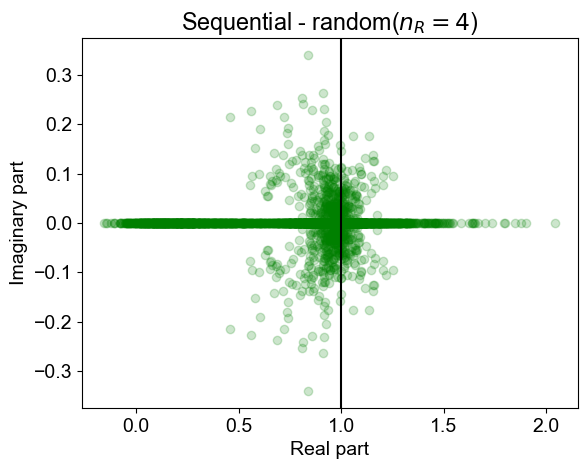 Sequential - random($n_R = 4$)
Imaginary part
0.3
0.2
0.1
0.0
−0.1
−0.2
−0.3
0.0 0.5 1.0 1.5 2.0
Real part